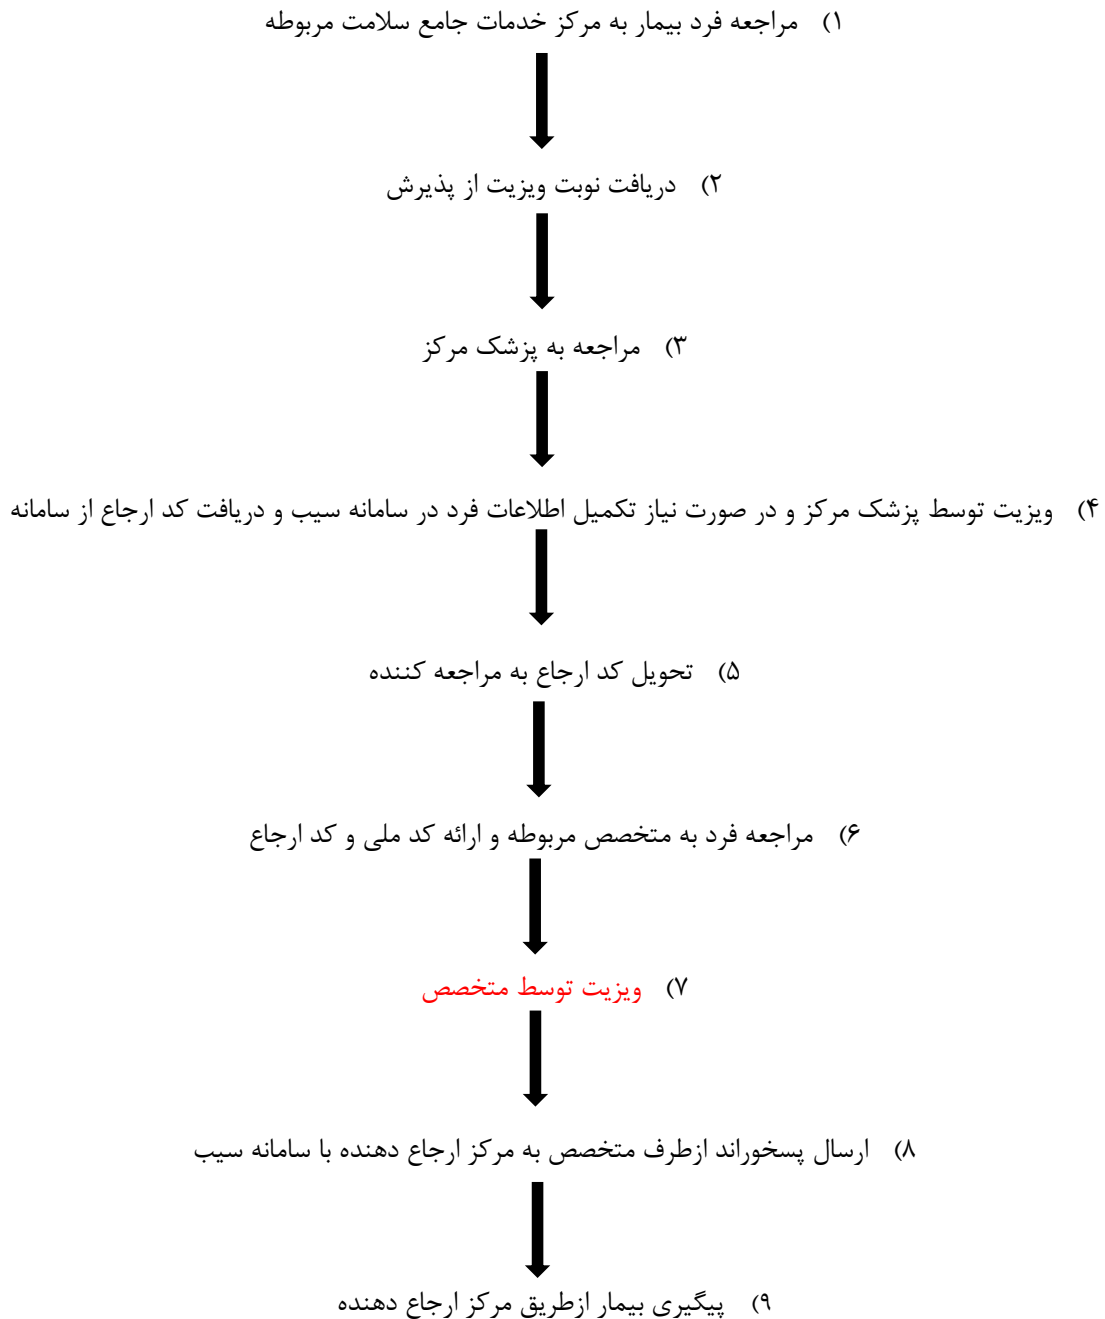 ۱) مراجعه فرد بیمار به مرکز خدمات جامع سلامت مربوطه
۲) دریافت نوبت ویزیت از پذیرش
۳) مراجعه به پزشک مرکز
۴) ویزیت توسط پزشک مرکز و در صورت نیاز تکمیل اطلاعات فرد در سامانه سیب و دریافت کد ارجاع از سامانه
۵) تحویل کد ارجاع به مراجعه کننده
۶) مراجعه فرد به متخصص مربوطه و ارائه کد ملی و کد ارجاع
۷) ویزیت توسط متخصص
۸) ارسال پسخوراند ازطرف متخصص به مرکز ارجاع دهنده با سامانه سیب
۹) پیگیری بیمار ازطریق مرکز ارجاع دهنده